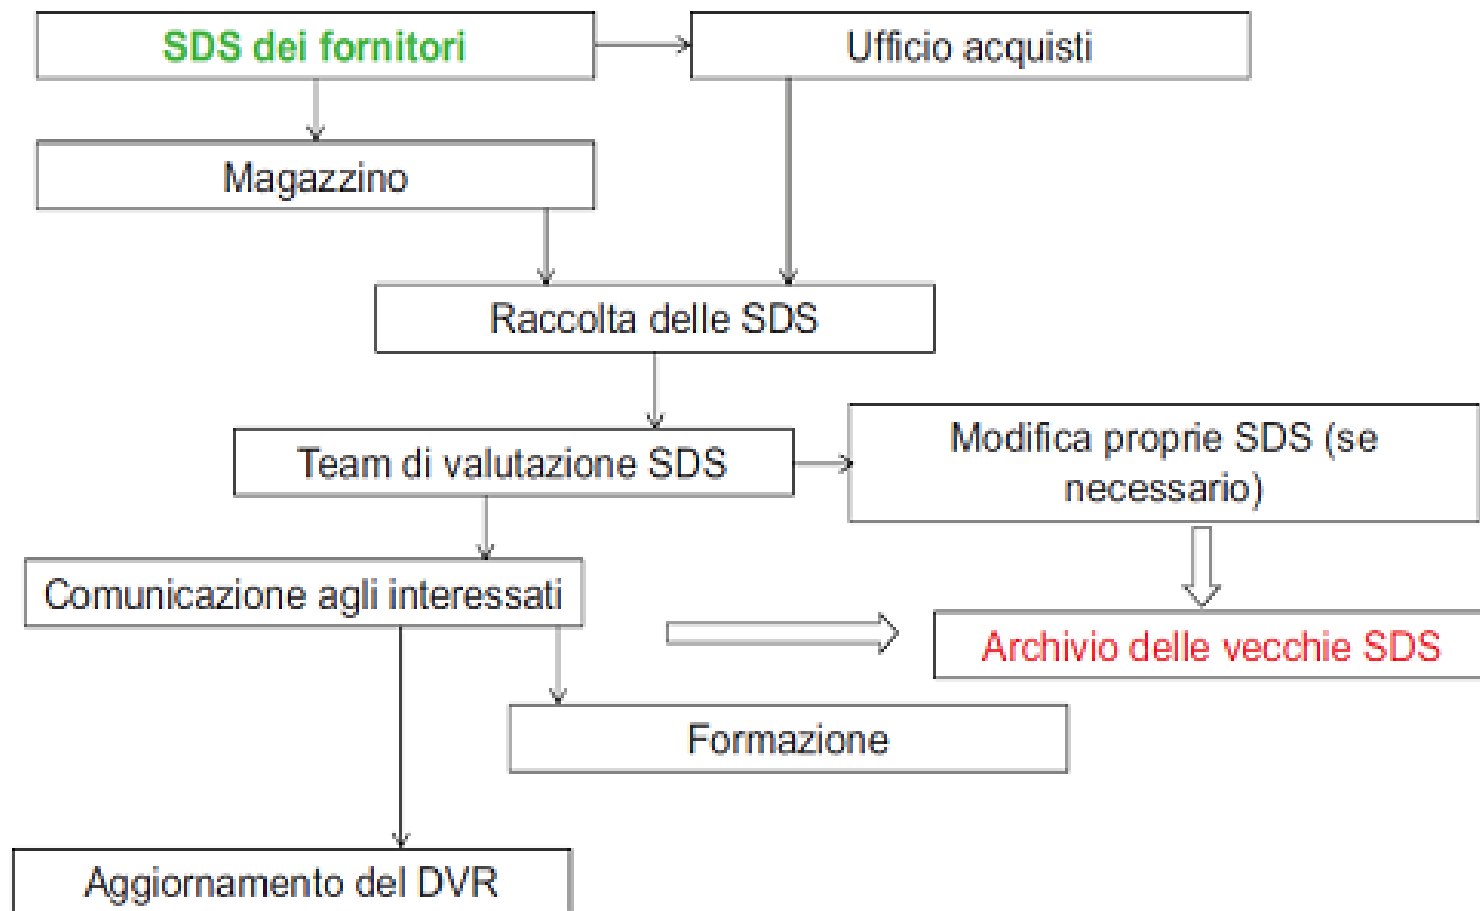 SDS dei fornitori
Ufficio acquisti
Magazzino
Raccolta delle SDS
Team di valutazione SDS
Modifica proprie SDS (se
necessario)
Comunicazione agli interessati
Archivio delle vecchie SDS
Formazione
Aggiornamento del DVR